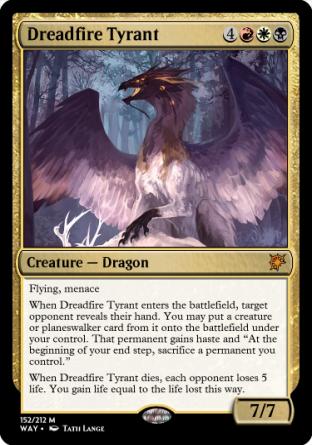 Dreadfire Tyrant 4
Creature — Dragon
Flying, menace
When Dreadfire Tyrant enters the battlefield, target
opponent reveals their hand. You may put a creature
or planeswalker card from it onto the battlefield under
your control. That permanent gains haste and “At the
beginning of your end step, sacrifice a permanent you
control.”
When Dreadfire Tyrant dies, each opponent loses 5
life. You gain life equal to the life lost this way.
7/7
152/212 M
WAY • Tath Lange